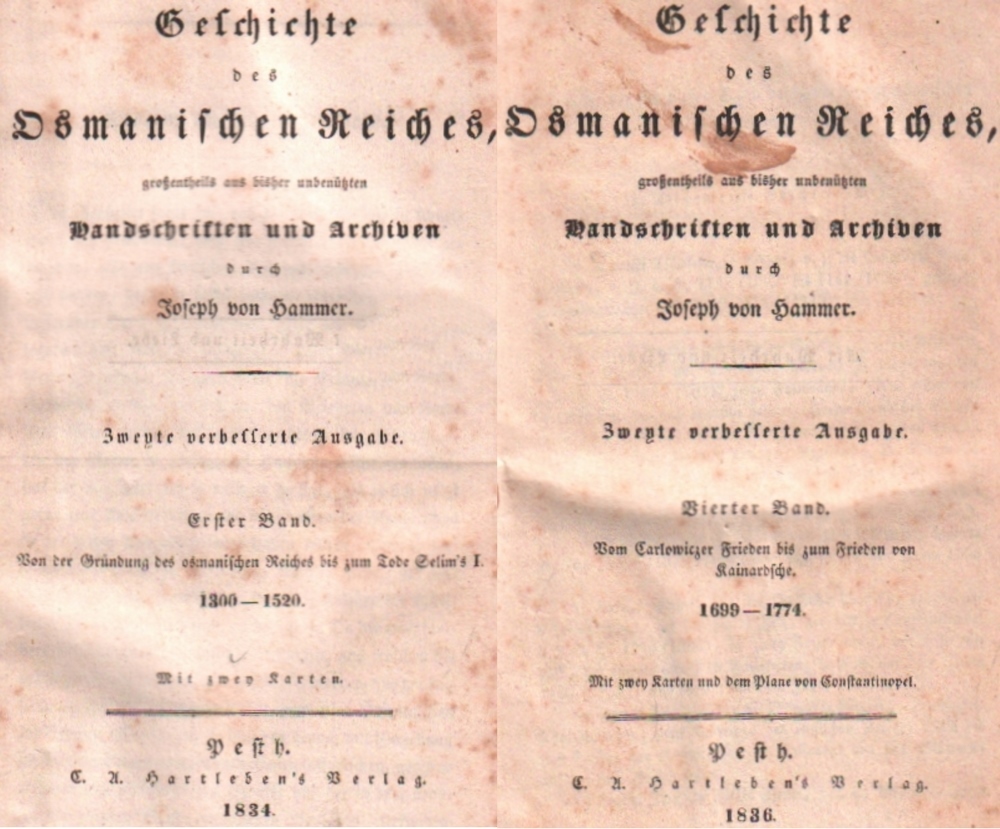 Geschichte
des
Osmanischen Reiches,
großentheils aus bisher unbenützten
Handschriften und Archiven
durch
Joseph von Hammer.
Zweyte verbesserte Ausgabe.
Erster Band.
Von der Gründung des osmanischen Reiches bis zum Tode Selim's I.
1300 — 1520.
Mit zwey Karten.
Pesth.
C. A. Hartleben's Verlag.
1834.
Geschichte
des
Osmanischen Reiches,
großentheils aus bisher unbenützten
Handschriften und Archiven
durch
Joseph von Hammer.
Zweyte verbesserte Ausgabe.
Vierter Band.
Vom Carlowiczer Frieden bis zum Frieden von
Kainardsche.
1699 — 1774.
Mit zwey Karten und dem Plane von Constantinopel.
Pesth.
C. A. Hartleben's Verlag.
1836.